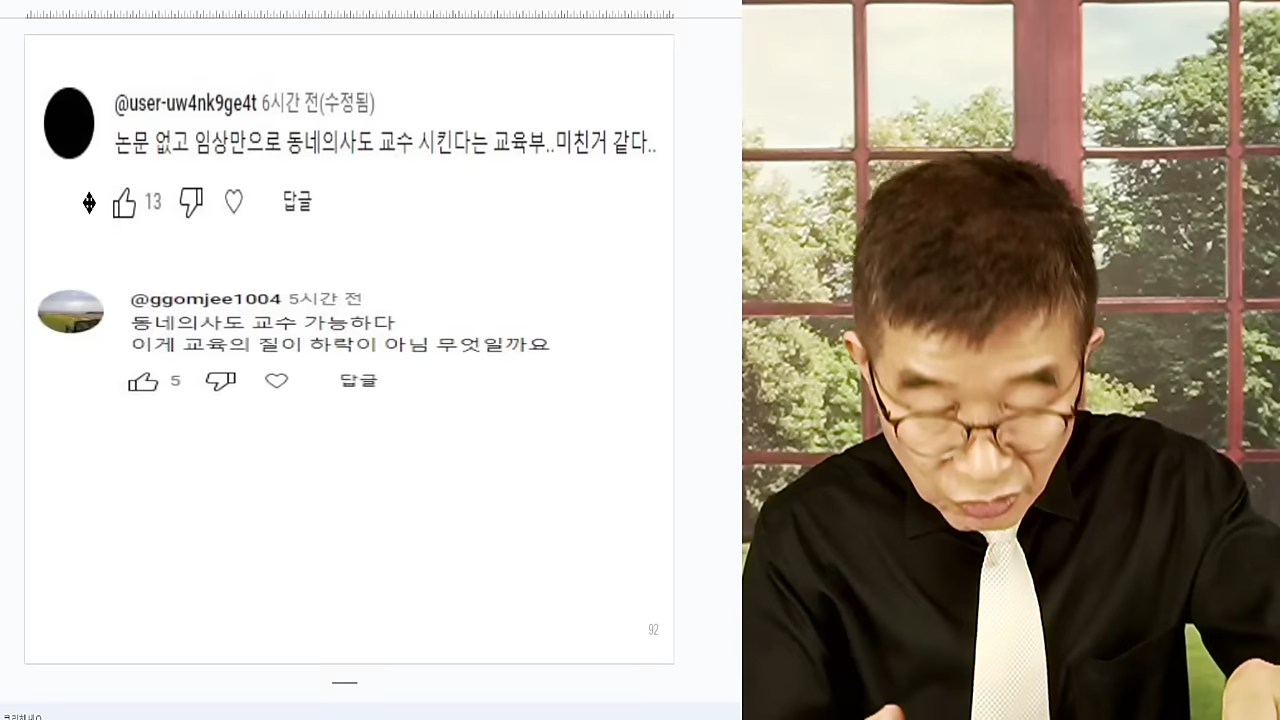 @user-uw4nk9ge4t 6시간 전(수정됨)
논문 없고 임상만으로 동네의사도 교수 시킨다는 교육부..미친거 같다..
13 답글
@ggomjee1004 5시간 전
동네의사도 교수 가능하다
이게 교육의 질이 하락이 아님 무엇일까요
5 답글
92